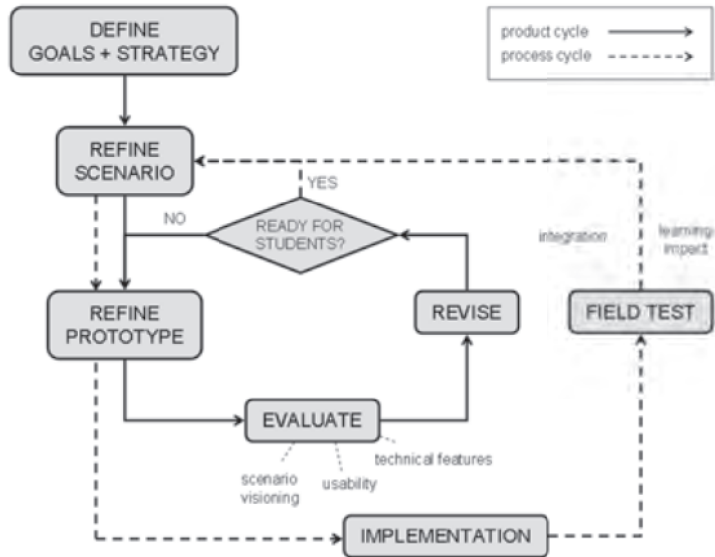 DEFINE
GOALS + STRATEGY
product cycle
process cycle
REFINE
SCENARIO
YES
NO
READY FOR
STUDENTS?
integration
learning
impact
REFINE
PROTOTYPE
REVISE
FIELD TEST
EVALUATE
technical features
scenario
visioning
usability
IMPLEMENTATION